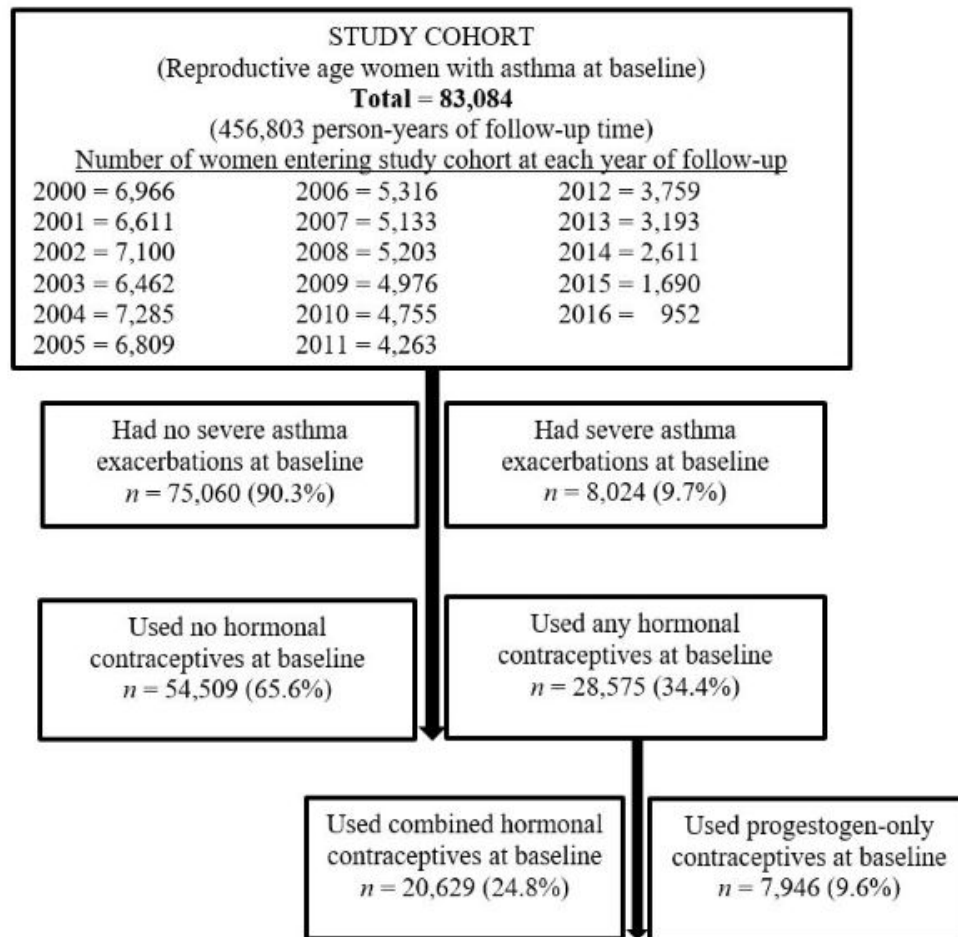 STUDY COHORT
(Reproductive age women with asthma at baseline)
Total = 83,084
(456,803 person-years of follow-up time)
Number of women entering study cohort at each year of follow-up
2000 = 6,966 2006 = 5,316 2012 = 3,759
2001 = 6,611 2007 = 5,133 2013 = 3,193
2002 = 7,100 2008 = 5,203 2014 = 2,611
2003 = 6,462 2009 = 4,976 2015 = 1,690
2004 = 7,285 2010 = 4,755 2016 = 952
2005 = 6,809 2011 = 4,263
Had no severe asthma
exacerbations at baseline
n = 75,060 (90.3%)
Had severe asthma
exacerbations at baseline
n = 8,024 (9.7%)
Used no hormonal
contraceptives at baseline
n = 54,509 (65.6%)
Used any hormonal
contraceptives at baseline
n = 28,575 (34.4%)
Used combined hormonal
contraceptives at baseline
n = 20,629 (24.8%)
Used progestogen-only
contraceptives at baseline
n = 7,946 (9.6%)